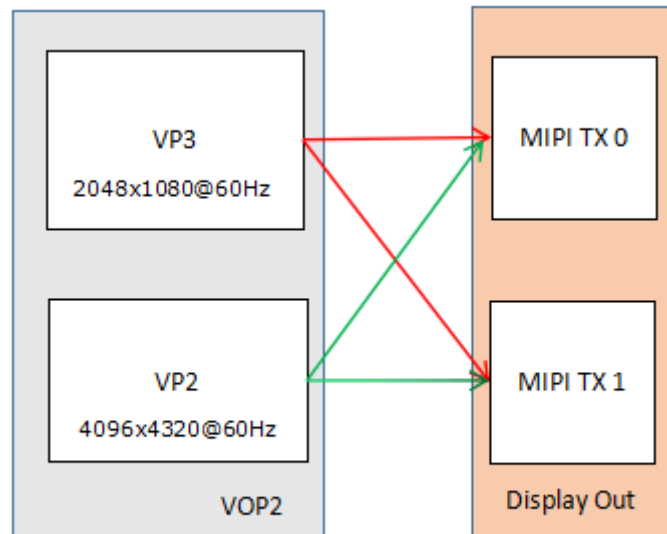 VP3
2048x1080@60Hz
VP2
4096x4320@60Hz
VOP2
MIPI TX 0
MIPI TX 1
Display Out